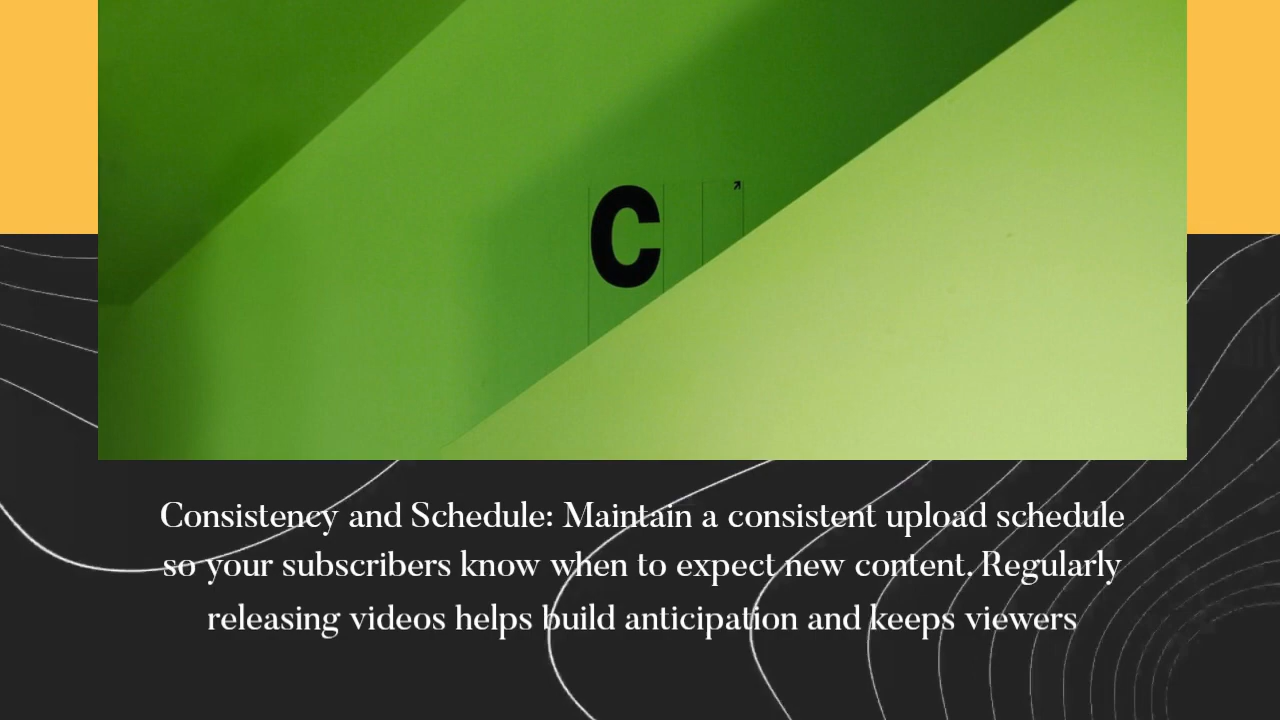 C
Consistency and Schedule: Maintain a consistent upload schedule
so your subscribers know when to expect new content. Regularly
releasing videos helps build anticipation and keeps viewers